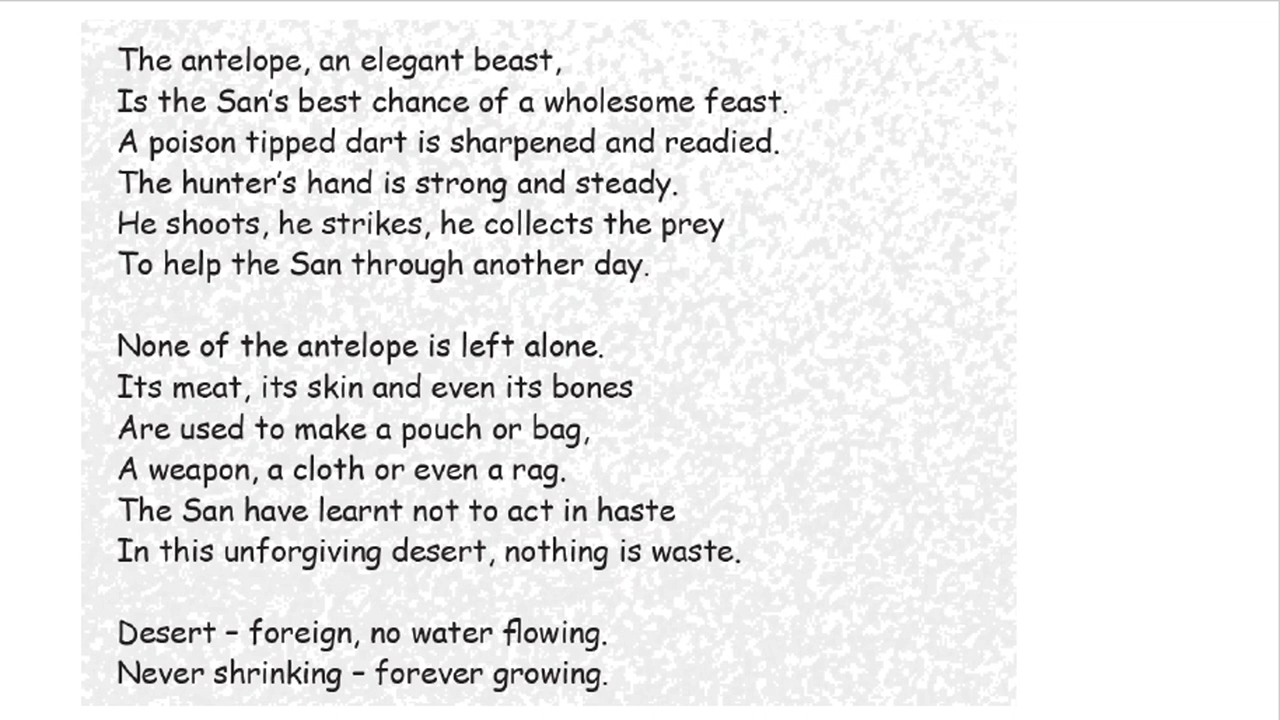 The antelope, an elegant beast,
Is the San's best chance of a wholesome feast.
A poison tipped dart is sharpened and readied.
The hunter's hand is strong and steady.
He shoots, he strikes, he collects the prey
To help the San through another day.
None of the antelope is left alone.
Its meat, its skin and even its bones
Are used to make a pouch or bag,
A weapon, a cloth or even a rag.
The San have learnt not to act in haste
In this unforgiving desert, nothing is waste.
Desert – foreign, no water flowing.
Never shrinking – forever growing.